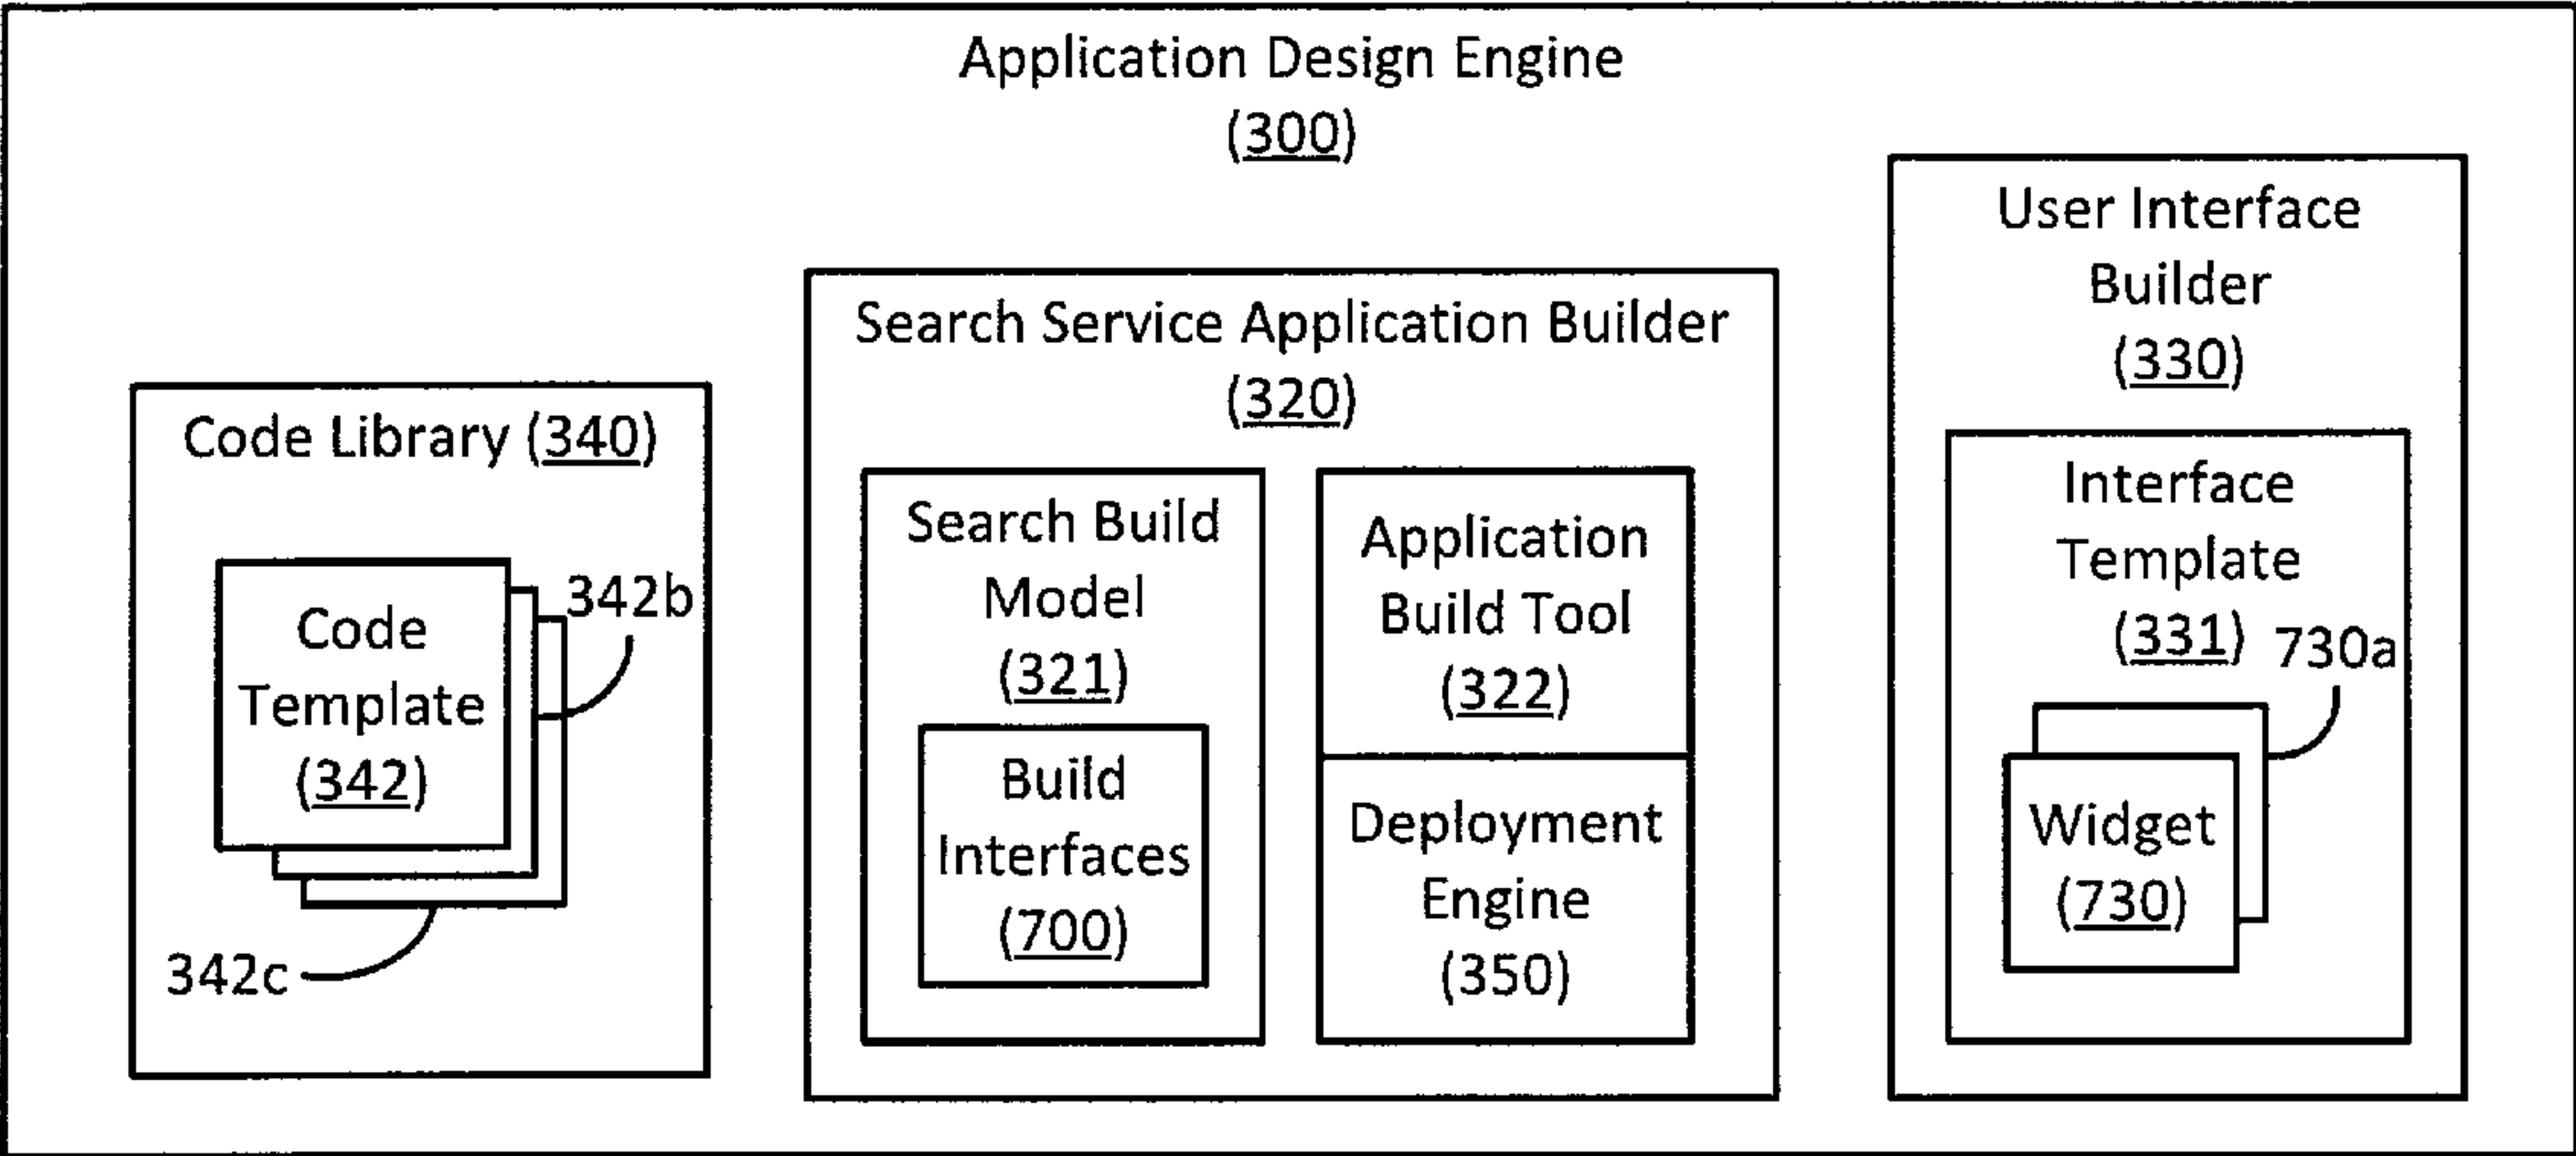 Application Design Engine
(300)
Code Library (340)
Code
Template
(342)
342b
342c
Search Service Application Builder
(320)
Search Build
Model
(321)
Build
Interfaces
(700)
Application
Build Tool
(322)
Deployment
Engine
(350)
User Interface
Builder
(330)
Interface
Template
(331)
730a
Widget
(730)